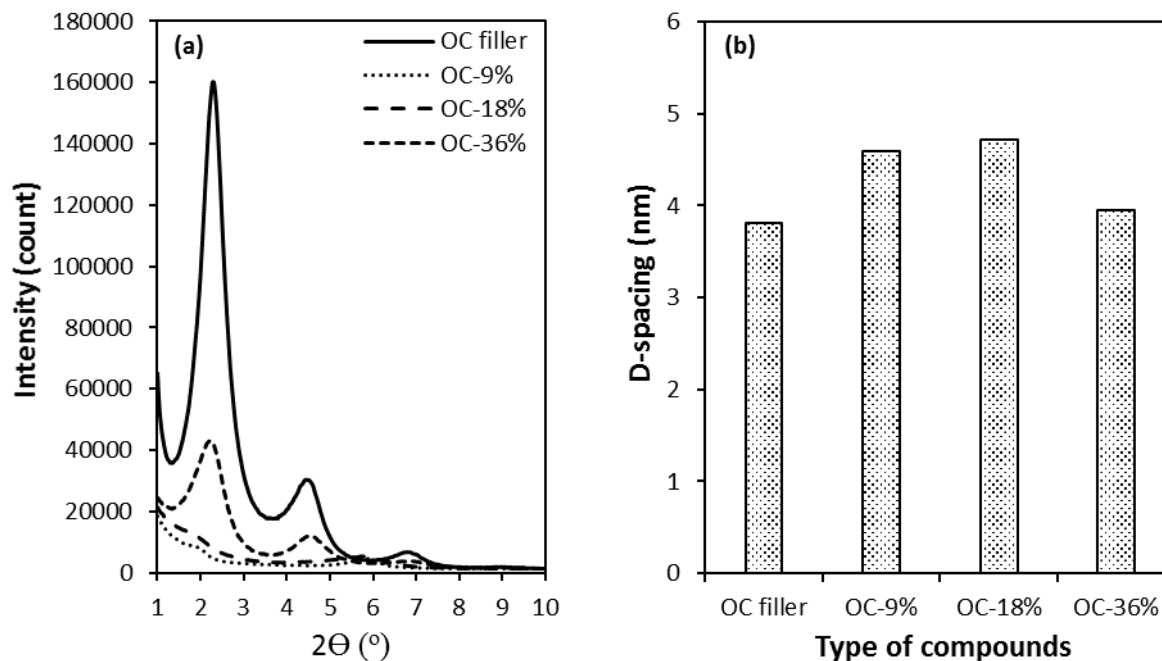 (a)
OC filler
OC-9%
OC-18%
OC-36%
Intensity (count)
180000
160000
140000
120000
100000
80000
60000
40000
20000
0
1 2 3 4 5 6 7 8 9 10
2Ɵ (º)
(b)
D-spacing (nm)
6
5
4
3
2
1
0
OC filler OC-9% OC-18% OC-36%
Type of compounds